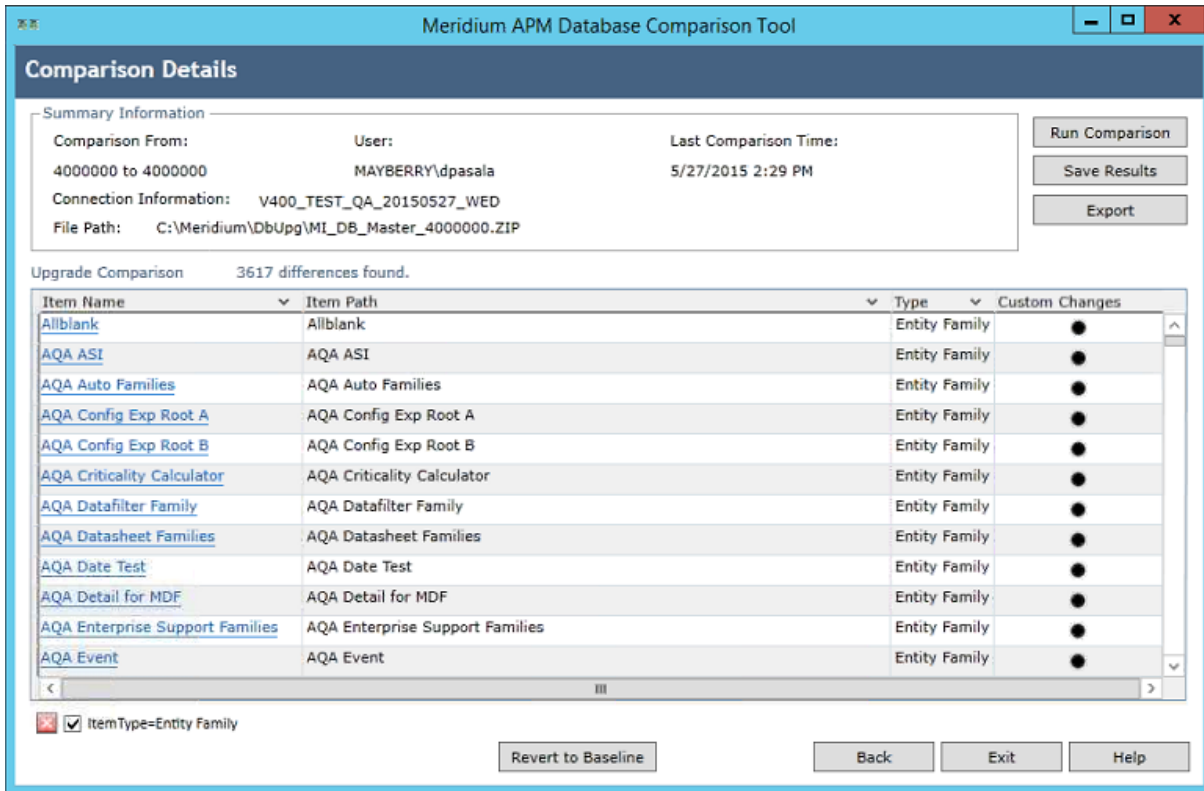 Meridium APM Database Comparison Tool
Comparison Details
Summary Information
Comparison From: User: Last Comparison Time:
4000000 to 4000000 MAYBERRY\dpasala 5/27/2015 2:29 PM
Connection Information: V400_TEST_QA_20150527_WED
File Path: C:\Meridium\DbUpg\MI_DB_Master_4000000.ZIP
Run Comparison
Save Results
Export
Upgrade Comparison 3617 differences found.
Item Name Item Path Type Custom Changes
Allblank Allblank Entity Family
AQA ASI AQA ASI Entity Family
AQA Auto Families AQA Auto Families Entity Family
AQA Config Exp Root A AQA Config Exp Root A Entity Family
AQA Config Exp Root B AQA Config Exp Root B Entity Family
AQA Criticality Calculator AQA Criticality Calculator Entity Family
AQA Datafilter Family AQA Datafilter Family Entity Family
AQA Datasheet Families AQA Datasheet Families Entity Family
AQA Date Test AQA Date Test Entity Family
AQA Detail for MDF AQA Detail for MDF Entity Family
AQA Enterprise Support Families AQA Enterprise Support Families Entity Family
AQA Event AQA Event Entity Family
ItemType=Entity Family
Revert to Baseline Back Exit Help